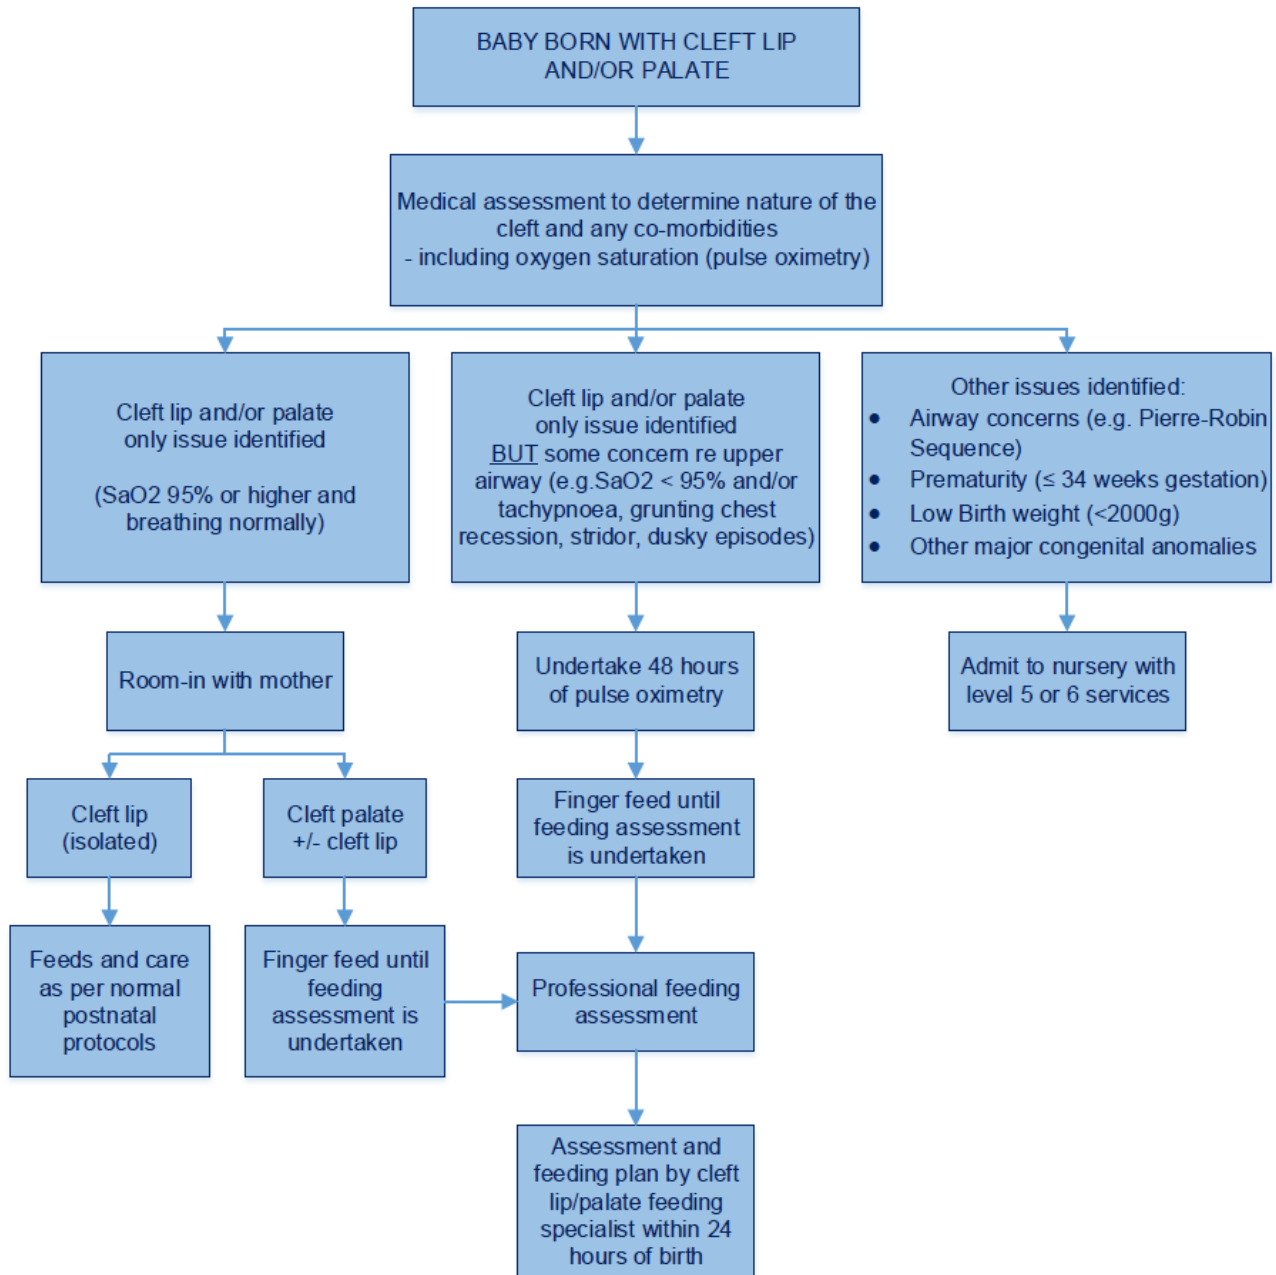 BABY BORN WITH CLEFT LIP
AND/OR PALATE
Medical assessment to determine nature of the
cleft and any co-morbidities
- including oxygen saturation (pulse oximetry)
Cleft lip and/or palate
only issue identified
(SaO2 95% or higher and
breathing normally)
Cleft lip and/or palate
only issue identified
BUT some concern re upper
airway (e.g.SaO2 < 95% and/or
tachypnoea, grunting chest
recession, stridor, dusky episodes)
Other issues identified:
● Airway concerns (e.g. Pierre-Robin
Sequence)
● Prematurity (≤ 34 weeks gestation)
● Low Birth weight (<2000g)
● Other major congenital anomalies
Room-in with mother
Undertake 48 hours
of pulse oximetry
Admit to nursery with
level 5 or 6 services
Cleft lip
(isolated)
Cleft palate
+/- cleft lip
Finger feed until
feeding assessment
is undertaken
Feeds and care
as per normal
postnatal
protocols
Finger feed until
feeding
assessment is
undertaken
Professional feeding
assessment
Assessment and
feeding plan by cleft
lip/palate feeding
specialist within 24
hours of birth